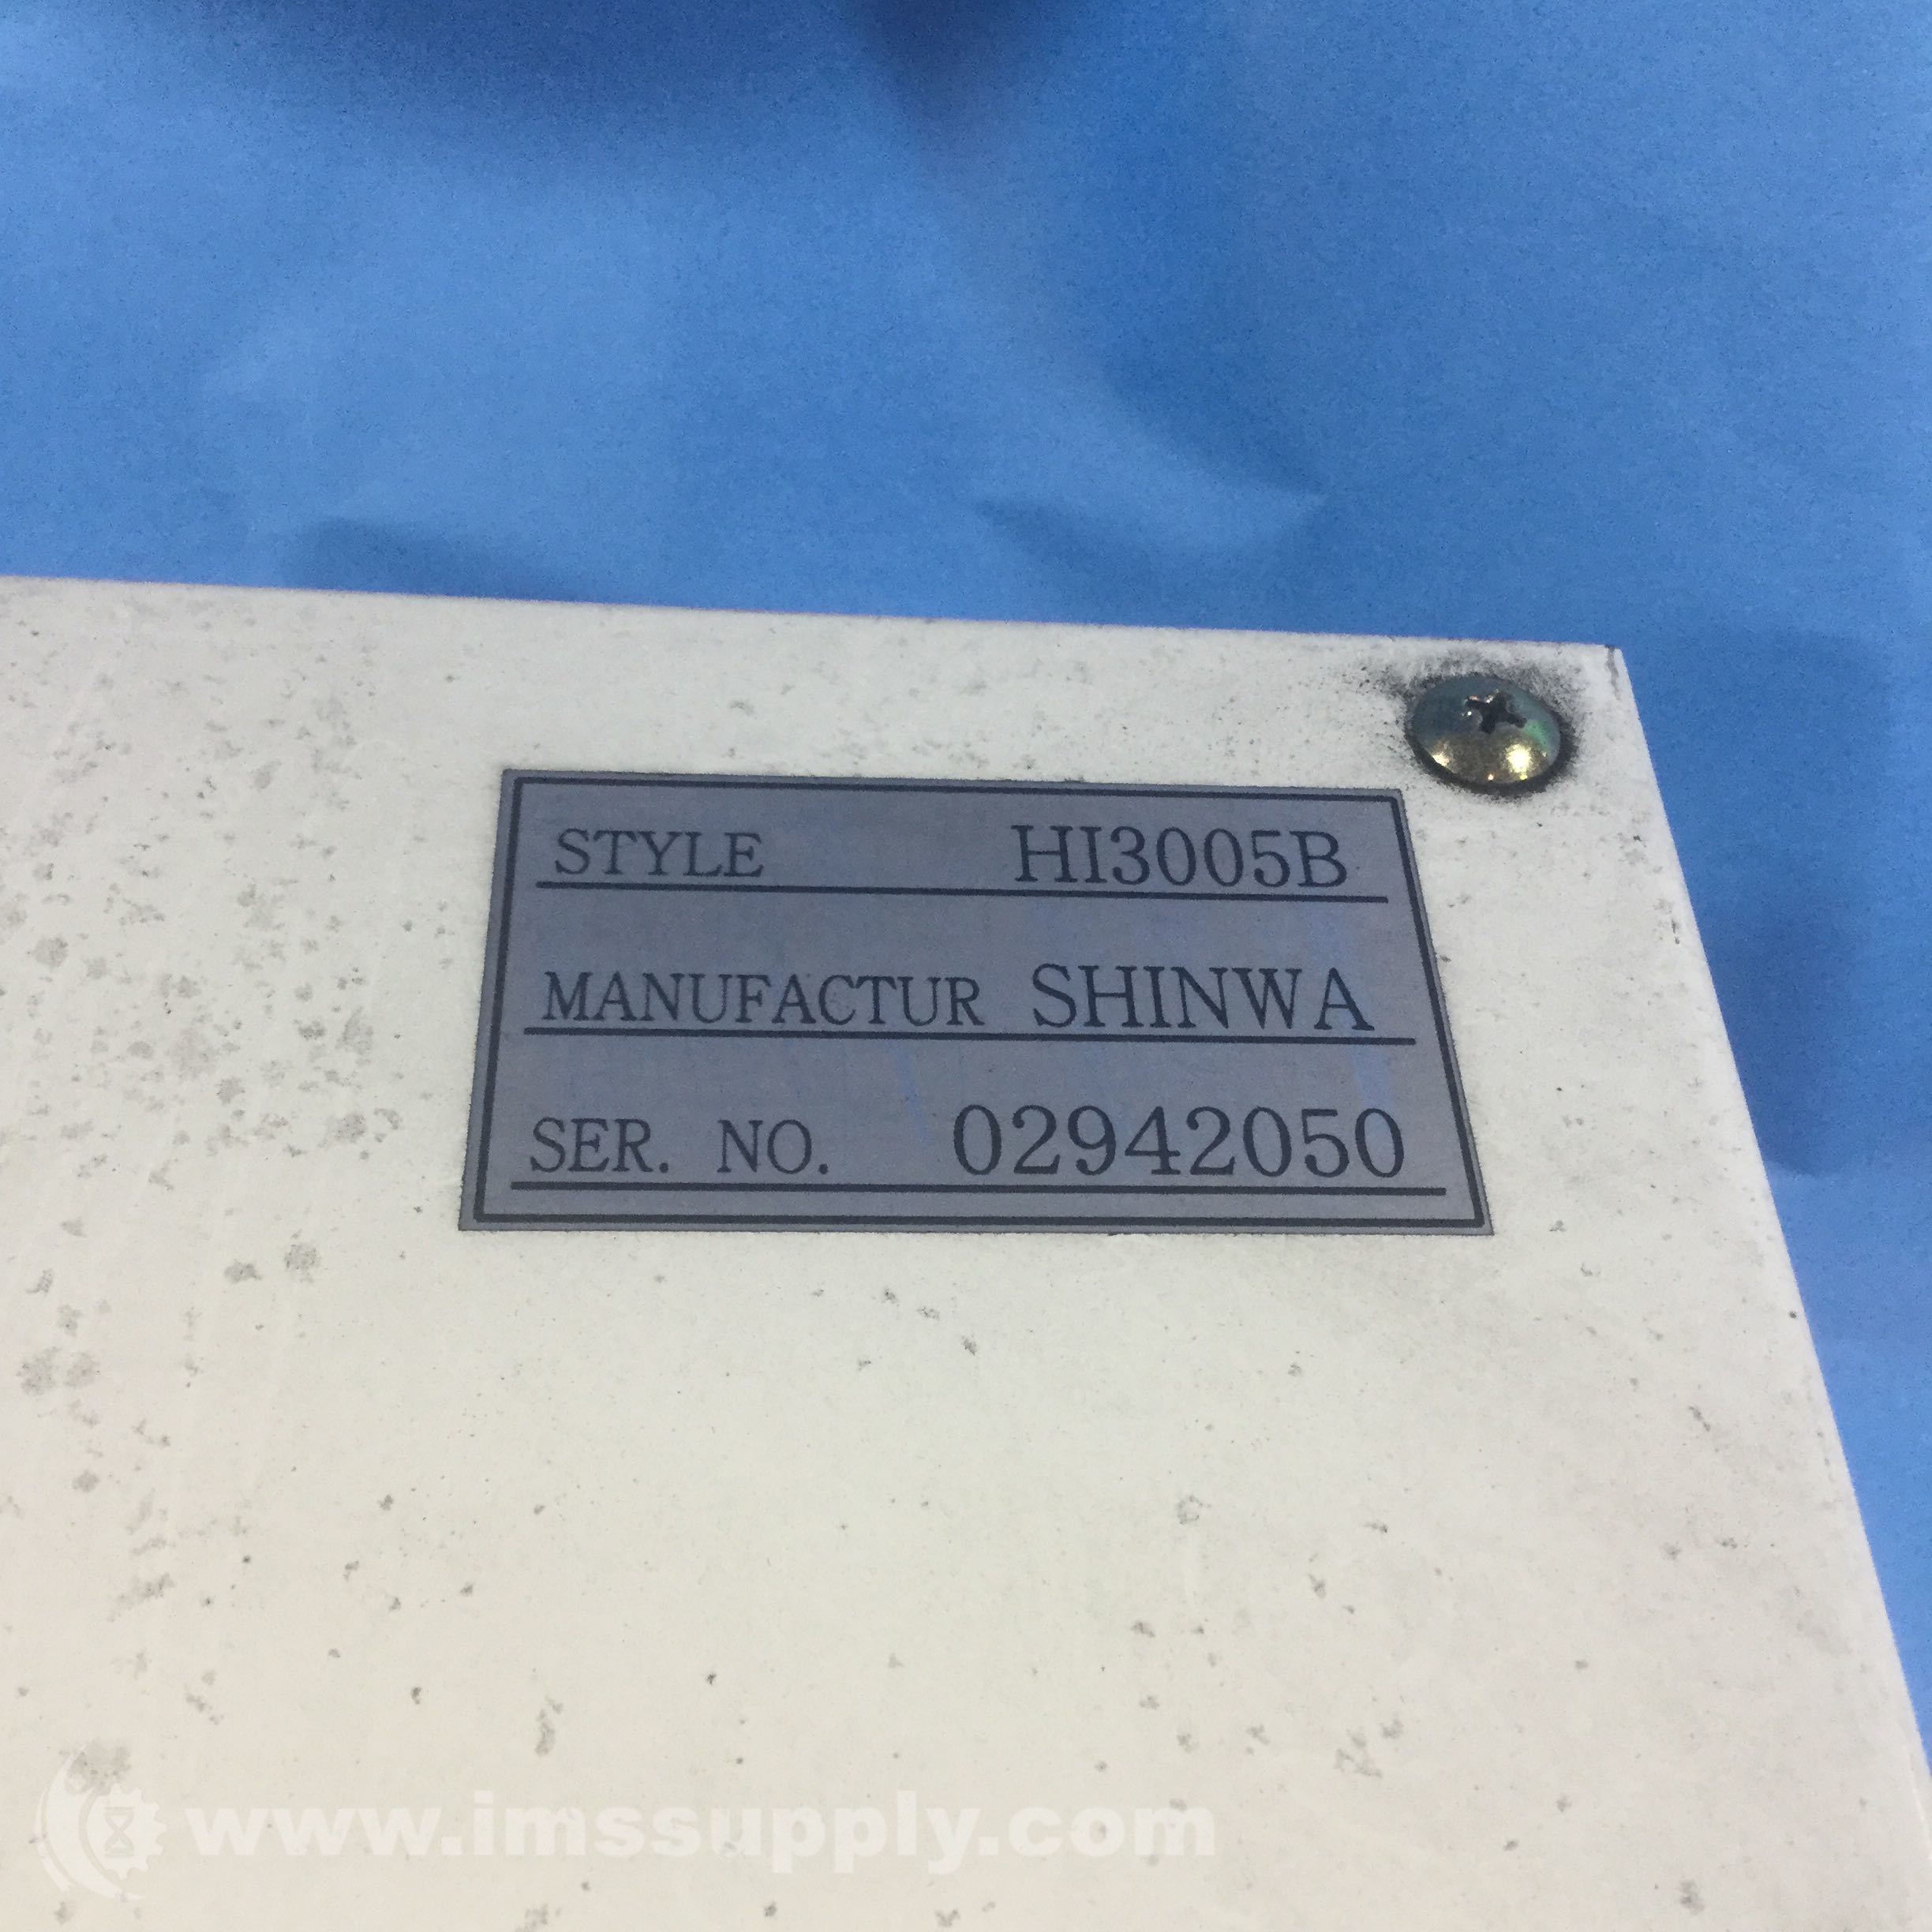 STYLE HI3005B
MANUFACTUR SHINWA
SER. NO. 02942050
www.imssupply.com